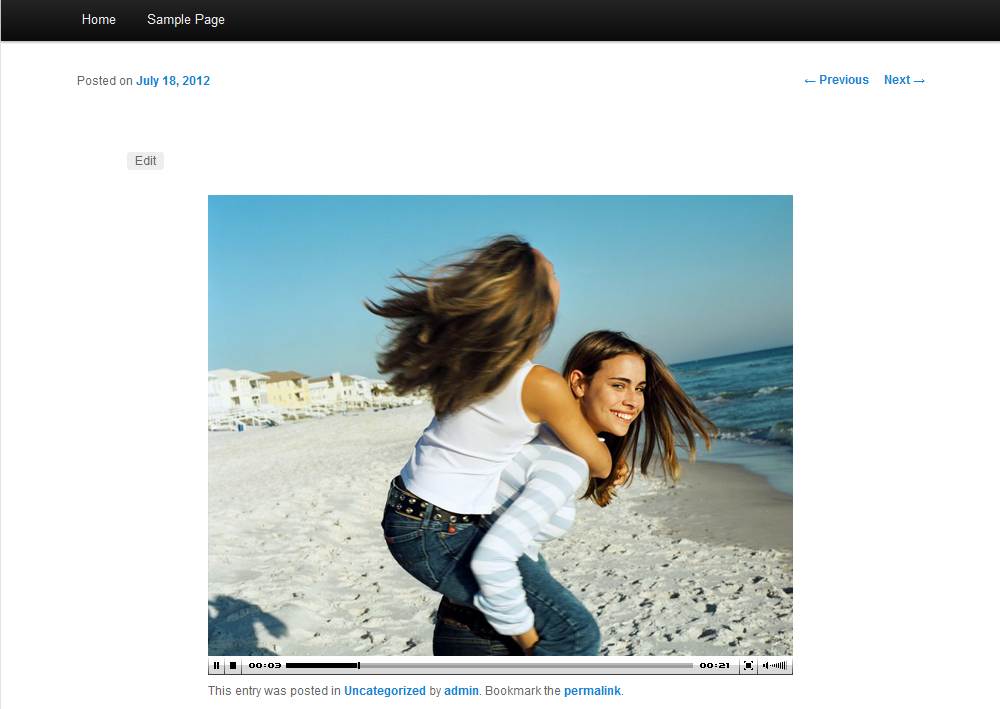 Home Sample Page
Posted on July 18, 2012 ← Previous Next →
Edit
00:03 00:21
This entry was posted in Uncategorized by admin. Bookmark the permalink.